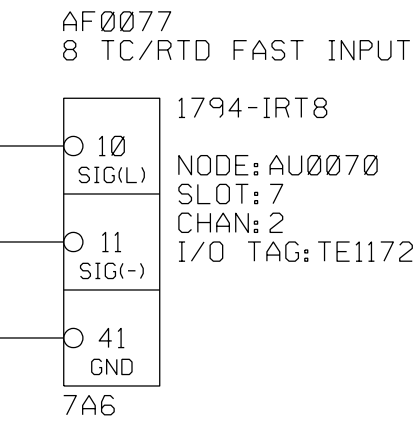 AF0077
8 TC/RTD FAST INPUT
1794-IRT8
10
SIG(L)
NODE:AU0070
SLOT:7
CHAN:2
11
I/O TAG:TE1172
SIG(-)
41
GND
7A6